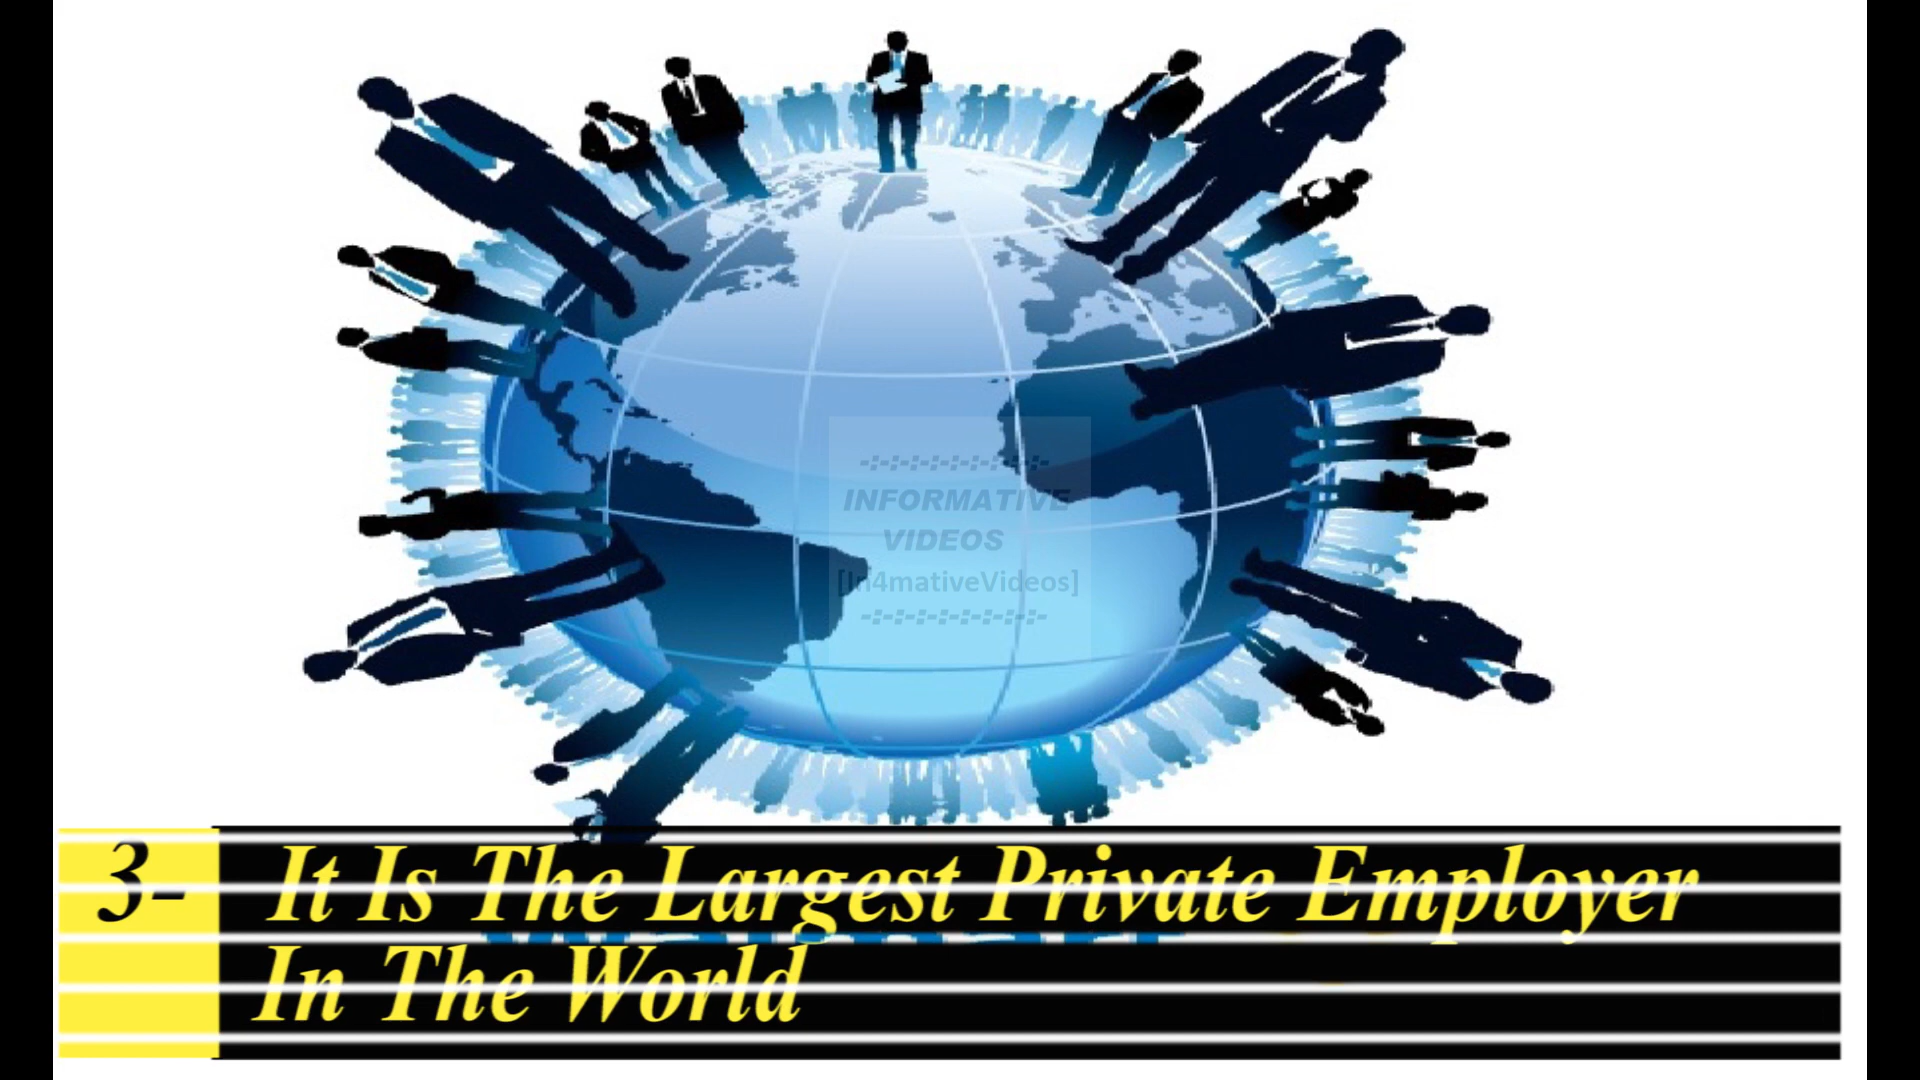 INFORMATIVE
VIDEOS
[In4mativeVideos]
3- It Is The Largest Private Employer
In The World